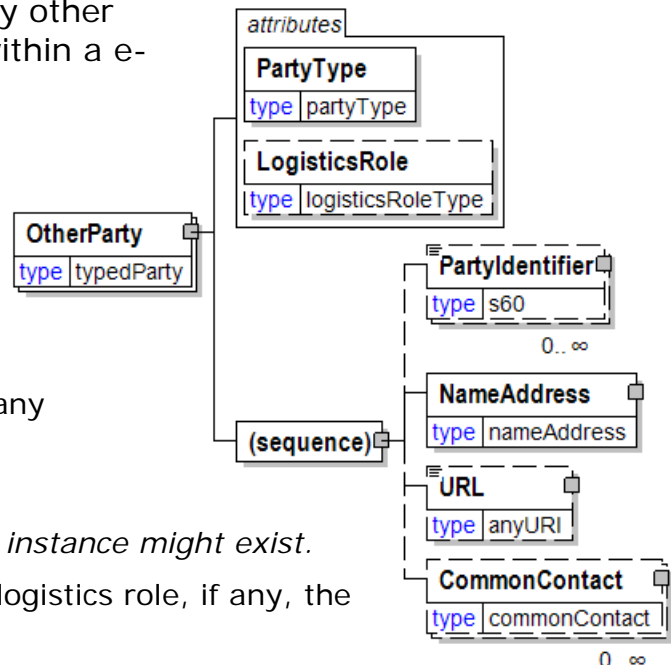 y other
vithin a e-
attributes
PartyType
type partyType
LogisticsRole
type logisticsRoleType
OtherParty
type typedParty
PartyIdentifier
type s60
0.. ∞
any
NameAddress
type nameAddress
(sequence)
URL
type anyURI
instance might exist.
logistics role, if any, the
CommonContact
type commonContact
0.. ∞